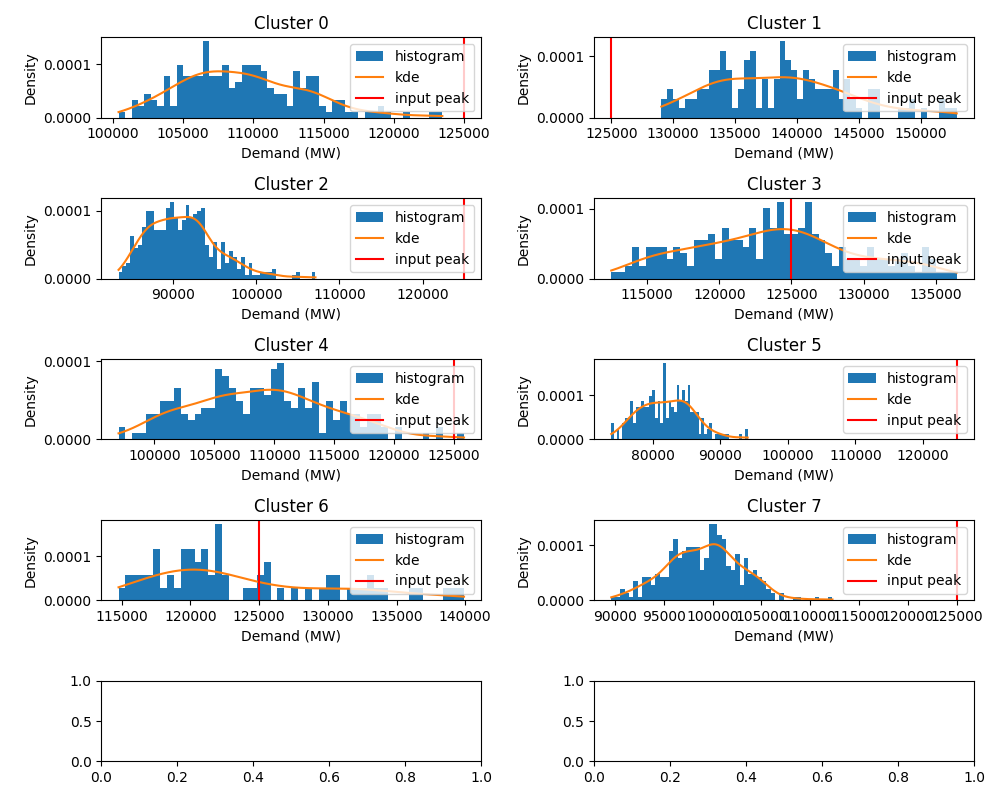 Cluster 0
Density
0.0001
0.0000
histogram
kde
input peak
100000 105000 110000 115000 120000 125000
Demand (MW)
Cluster 1
Density
0.0001
0.0000
histogram
kde
input peak
125000 130000 135000 140000 145000 150000
Demand (MW)
Cluster 2
Density
0.0001
0.0000
histogram
kde
input peak
90000 100000 110000 120000
Demand (MW)
Cluster 3
Density
0.0001
0.0000
histogram
kde
input peak
115000 120000 125000 130000 135000
Demand (MW)
Cluster 4
Density
0.0001
0.0000
histogram
kde
input peak
100000 105000 110000 115000 120000 125000
Demand (MW)
Cluster 5
Density
0.0001
0.0000
histogram
kde
input peak
80000 90000 100000 110000 120000
Demand (MW)
Cluster 6
Density
0.0001
0.0000
histogram
kde
input peak
115000 120000 125000 130000 135000 140000
Demand (MW)
Cluster 7
Density
0.0001
0.0000
histogram
kde
input peak
90000 95000 100000 105000 110000 115000 120000 125000
Demand (MW)
1.0
0.5
0.0
0.0 0.2 0.4 0.6 0.8 1.0
1.0
0.5
0.0
0.0 0.2 0.4 0.6 0.8 1.0